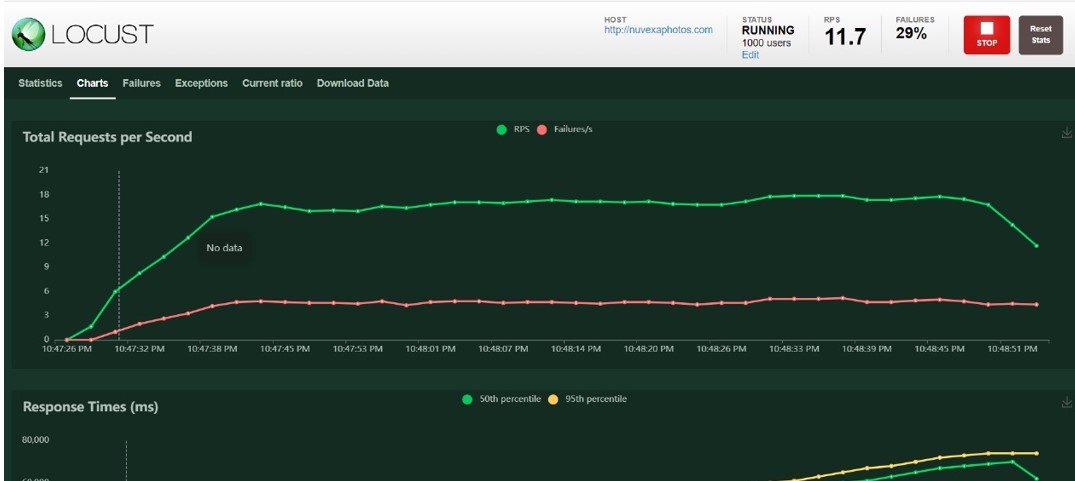 LOCUST
HOST
http://nuvexaphotos.com
STATUS
RUNNING
1000 users
Edit
RPS
11.7
FAILURES
29%
STOP
Reset
Stats
Statistics Charts Failures Exceptions Current ratio Download Data
Total Requests per Second
RPS Failures/s
21
18
15
12
9
6
3
0
No data
10:47:26 PM 10:47:32 PM 10:47:38 PM 10:47:45 PM 10:47:53 PM 10:48:01 PM 10:48:07 PM 10:48:14 PM 10:48:20 PM 10:48:26 PM 10:48:33 PM 10:48:39 PM 10:48:45 PM 10:48:51 PM
Response Times (ms)
50th percentile 95th percentile
80,000